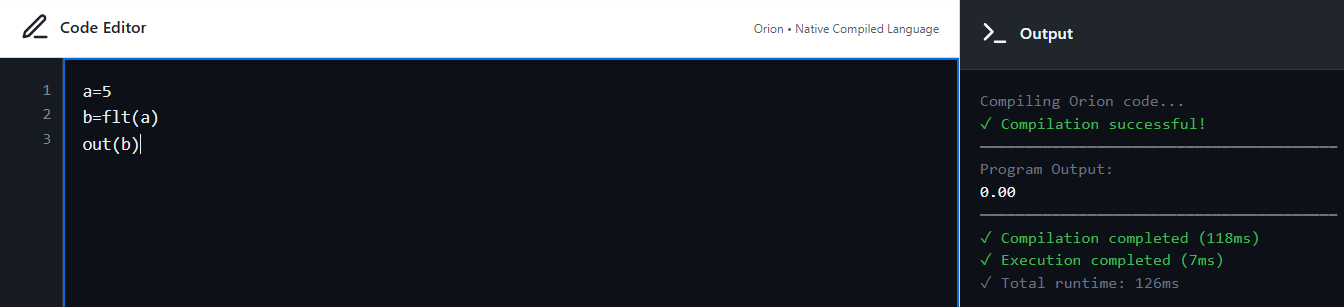 Code Editor
Orion • Native Compiled Language
1 a=5
2 b=flt(a)
3 out(b)
Output
Compiling Orion code...
✓ Compilation successful!
Program Output:
0.00
✓ Compilation completed (118ms)
✓ Execution completed (7ms)
✓ Total runtime: 126ms